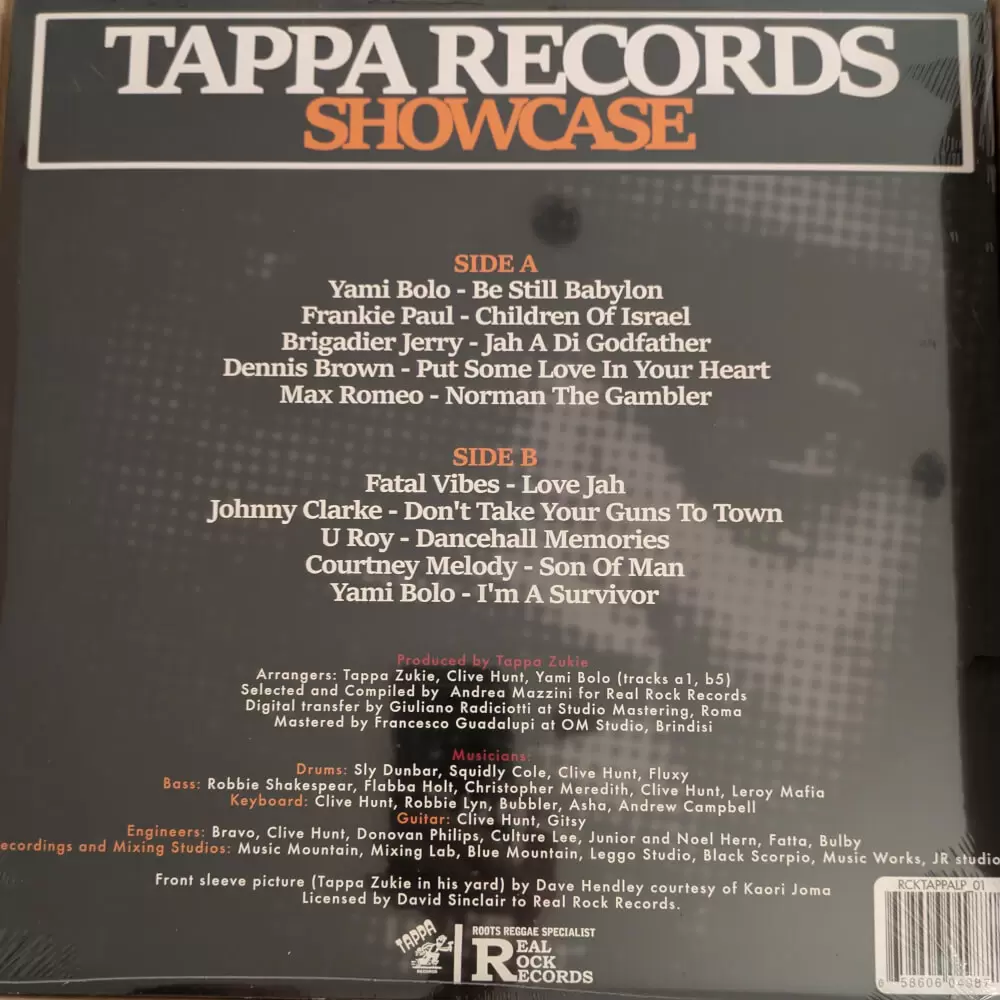 TAPPA RECORDS
SHOWCASE
SIDE A
Yami Bolo - Be Still Babylon
Frankie Paul - Children Of Israel
Brigadier Jerry - Jah A Di Godfather
Dennis Brown - Put Some Love In Your Heart
Max Romeo - Norman The Gambler
SIDE B
Fatal Vibes - Love Jah
Johnny Clarke - Don't Take Your Guns To Town
U Roy - Dancehall Memories
Courtney Melody - Son Of Man
Yami Bolo - I'm A Survivor
Produced by Tappa Zukie
Arrangers: Tappa Zukie, Clive Hunt, Yami Bolo (tracks a1, b5)
Selected and Compiled by Andrea Mazzini for Real Rock Records
Digital transfer by Giuliano Radiciotti at Studio Mastering, Roma
Mastered by Francesco Guadalupi at OM Studio, Brindisi
Musicians:
Drums: Sly Dunbar, Squidly Cole, Clive Hunt, Fluxy
Bass: Robbie Shakespear, Flabba Holt, Christopher Meredith, Clive Hunt, Leroy Mafia
Keyboard: Clive Hunt, Robbie Lyn, Bubbler, Asha, Andrew Campbell
Guitar: Clive Hunt, Gitsy
Engineers: Bravo, Clive Hunt, Donovan Philips, Culture Lee, Junior and Noel Hern, Fatta, Bulby
ecordings and Mixing Studios: Music Mountain, Mixing Lab, Blue Mountain, Leggo Studio, Black Scorpio, Music Works, JR studio
Front sleeve picture (Tappa Zukie in his yard) by Dave Hendley courtesy of Kaori Joma
Licensed by David Sinclair to Real Rock Records.
RCKTAPPALP 01
TAPPA
RECORDS
ROOTS REGGAE SPECIALIST
REAL
ROCK
RECORDS
0 58606